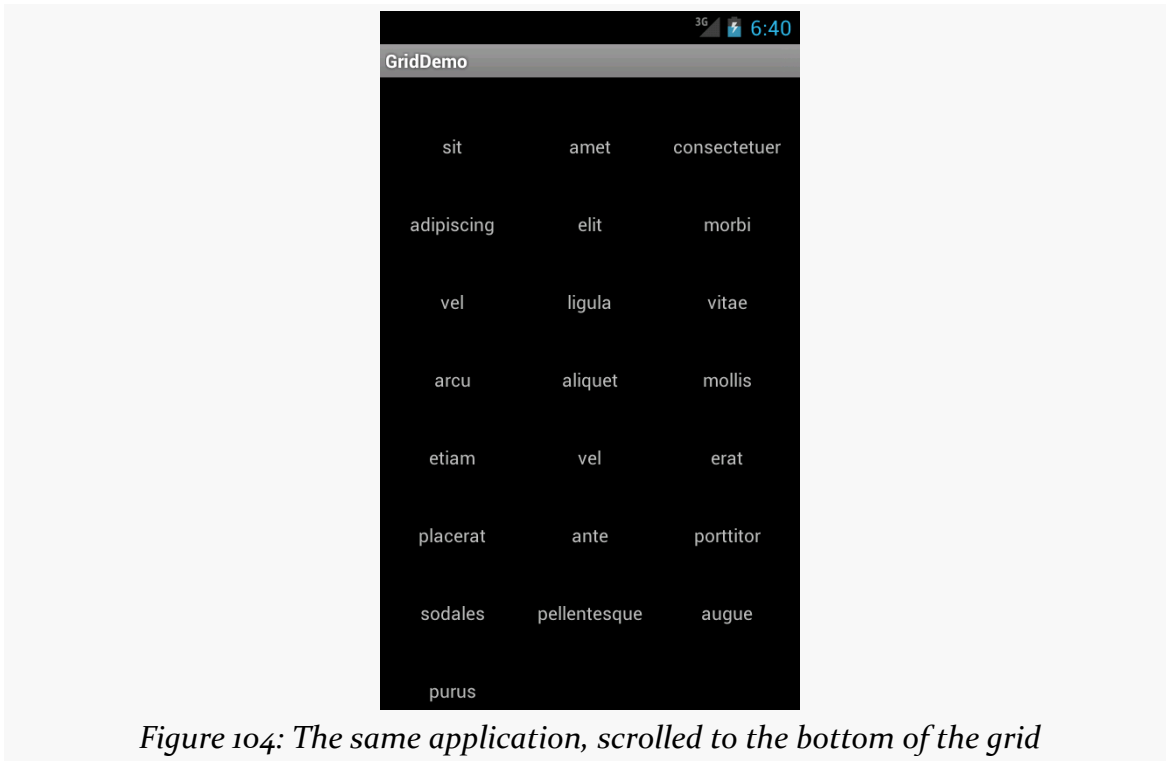 3G 6:40
GridDemo
sit amet consectetuer
adipiscing elit morbi
vel ligula vitae
arcu aliquet mollis
etiam vel erat
placerat ante porttitor
sodales pellentesque augue
purus
Figure 104: The same application, scrolled to the bottom of the grid